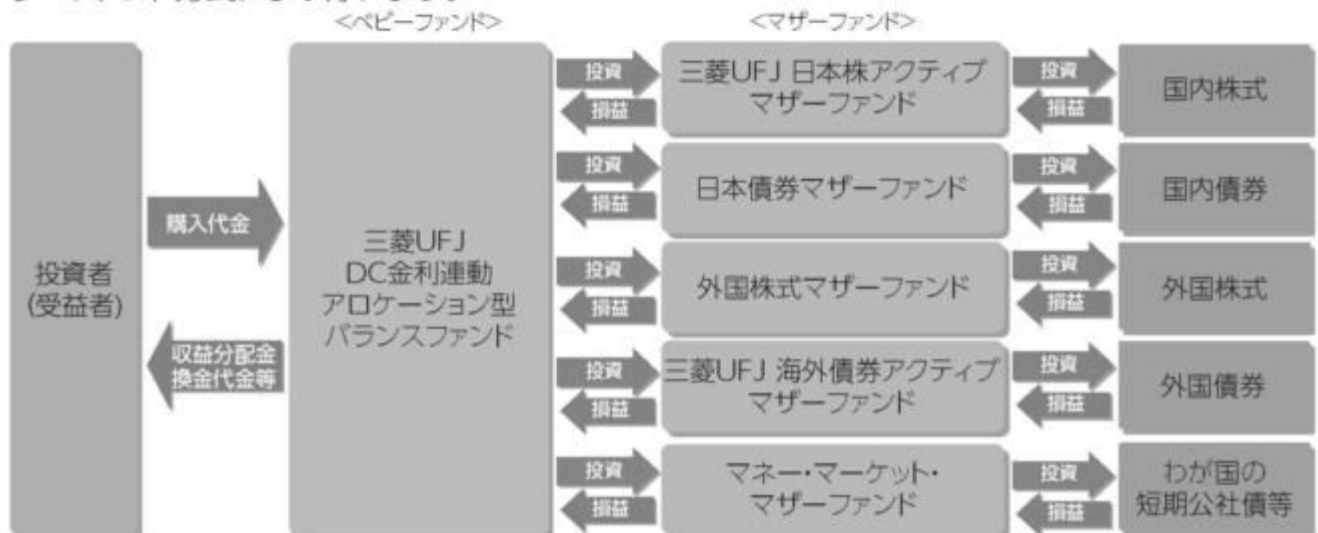 <ベビーファンド>
<マザーファンド>
投資者
(受益者)
購入代金
収益分配金
換金代金等
三菱UFJ
DC金利連動
アロケーション型
バランスファンド
投資
損益
三菱UFJ 日本株アクティブ
マザーファンド
投資
損益
国内株式
投資
損益
日本債券マザーファンド
投資
損益
国内債券
投資
損益
外国株式マザーファンド
投資
損益
外国株式
投資
損益
三菱UFJ 海外債券アクティブ
マザーファンド
投資
損益
外国債券
投資
損益
マネー・マーケット・
マザーファンド
投資
損益
わが国の
短期公社債等